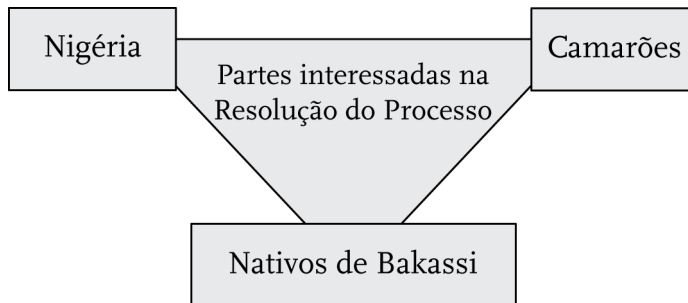 Nigéria
Camarões
Partes interessadas na
Resolução do Processo
Nativos de Bakassi